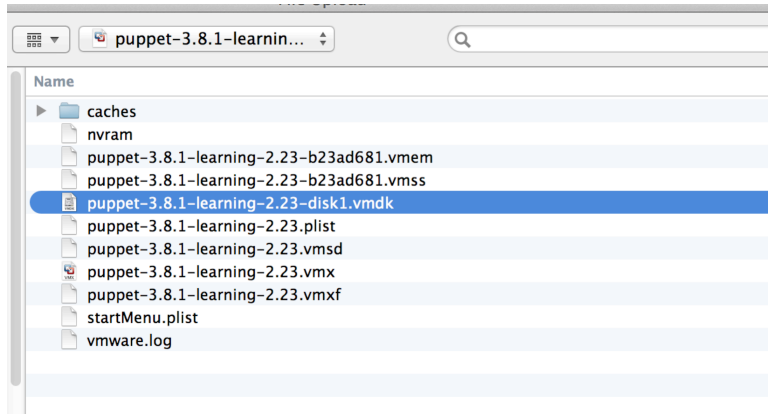 File Upload
puppet-3.8.1-learnin...
Name
caches
nvram
puppet-3.8.1-learning-2.23-b23ad681.vmem
puppet-3.8.1-learning-2.23-b23ad681.vmss
puppet-3.8.1-learning-2.23-disk1.vmdk
puppet-3.8.1-learning-2.23.plist
puppet-3.8.1-learning-2.23.vmsd
puppet-3.8.1-learning-2.23.vmx
puppet-3.8.1-learning-2.23.vmxf
startMenu.plist
vmware.log